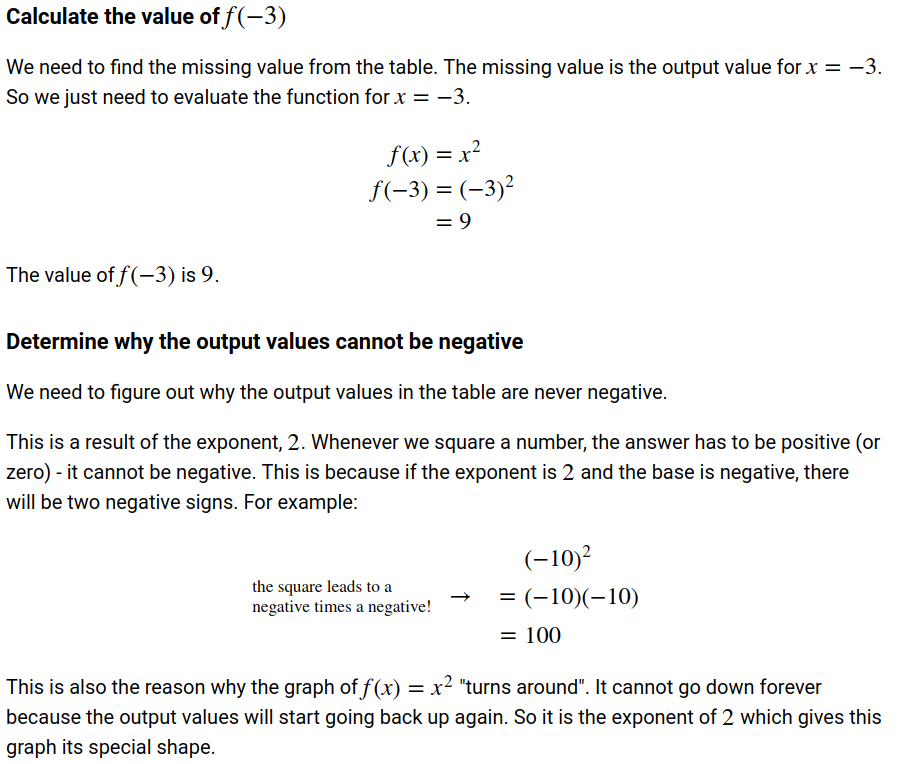 Calculate the value of f(−3)
We need to find the missing value from the table. The missing value is the output value for x = −3.
So we just need to evaluate the function for x = −3.
f(x) = x²
f(−3) = (−3)²
= 9
The value of f(−3) is 9.
Determine why the output values cannot be negative
We need to figure out why the output values in the table are never negative.
This is a result of the exponent, 2. Whenever we square a number, the answer has to be positive (or
zero) - it cannot be negative. This is because if the exponent is 2 and the base is negative, there
will be two negative signs. For example:
(−10)²
the square leads to a
negative times a negative! → = (−10)(−10)
= 100
This is also the reason why the graph of f(x) = x² "turns around". It cannot go down forever
because the output values will start going back up again. So it is the exponent of 2 which gives this
graph its special shape.